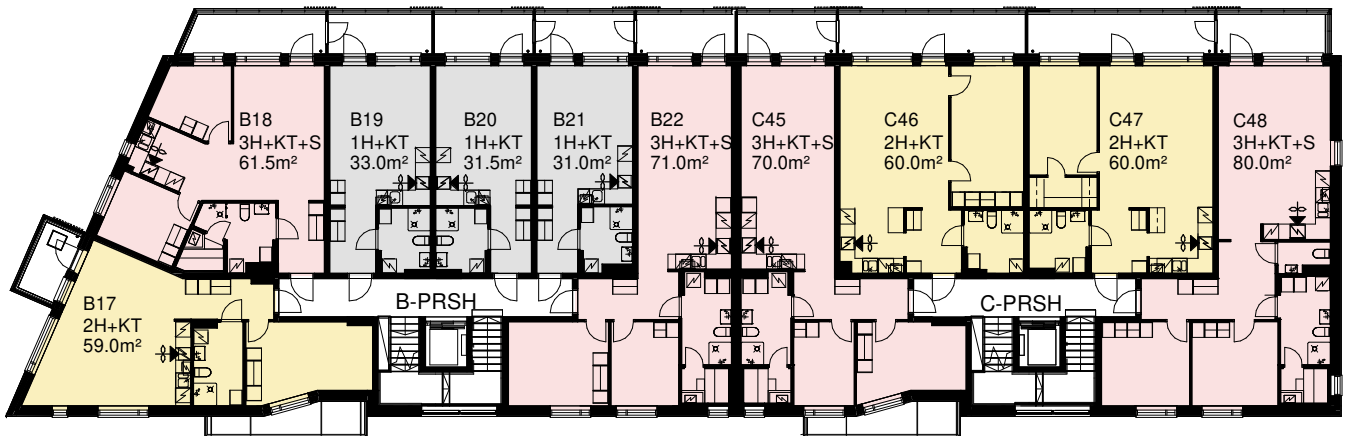 B18
3H+KT+S
61.5m²
B19
1H+KT
33.0m²
B20
1H+KT
31.5m²
B21
1H+KT
31.0m²
B22
3H+KT+S
71.0m²
C45
3H+KT+S
70.0m²
C46
2H+KT
60.0m²
C47
2H+KT
60.0m²
C48
3H+KT+S
80.0m²
B17
2H+KT
59.0m²
B-PRSH
C-PRSH